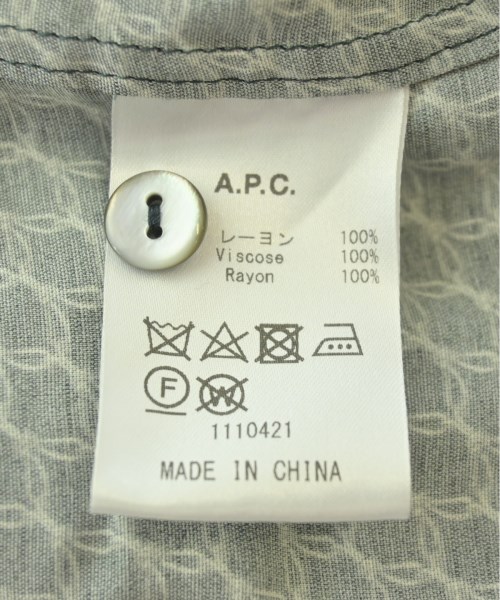 A.P.C.
レーヨン 100%
Viscose 100%
Rayon 100%
F W
1110421
MADE IN CHINA